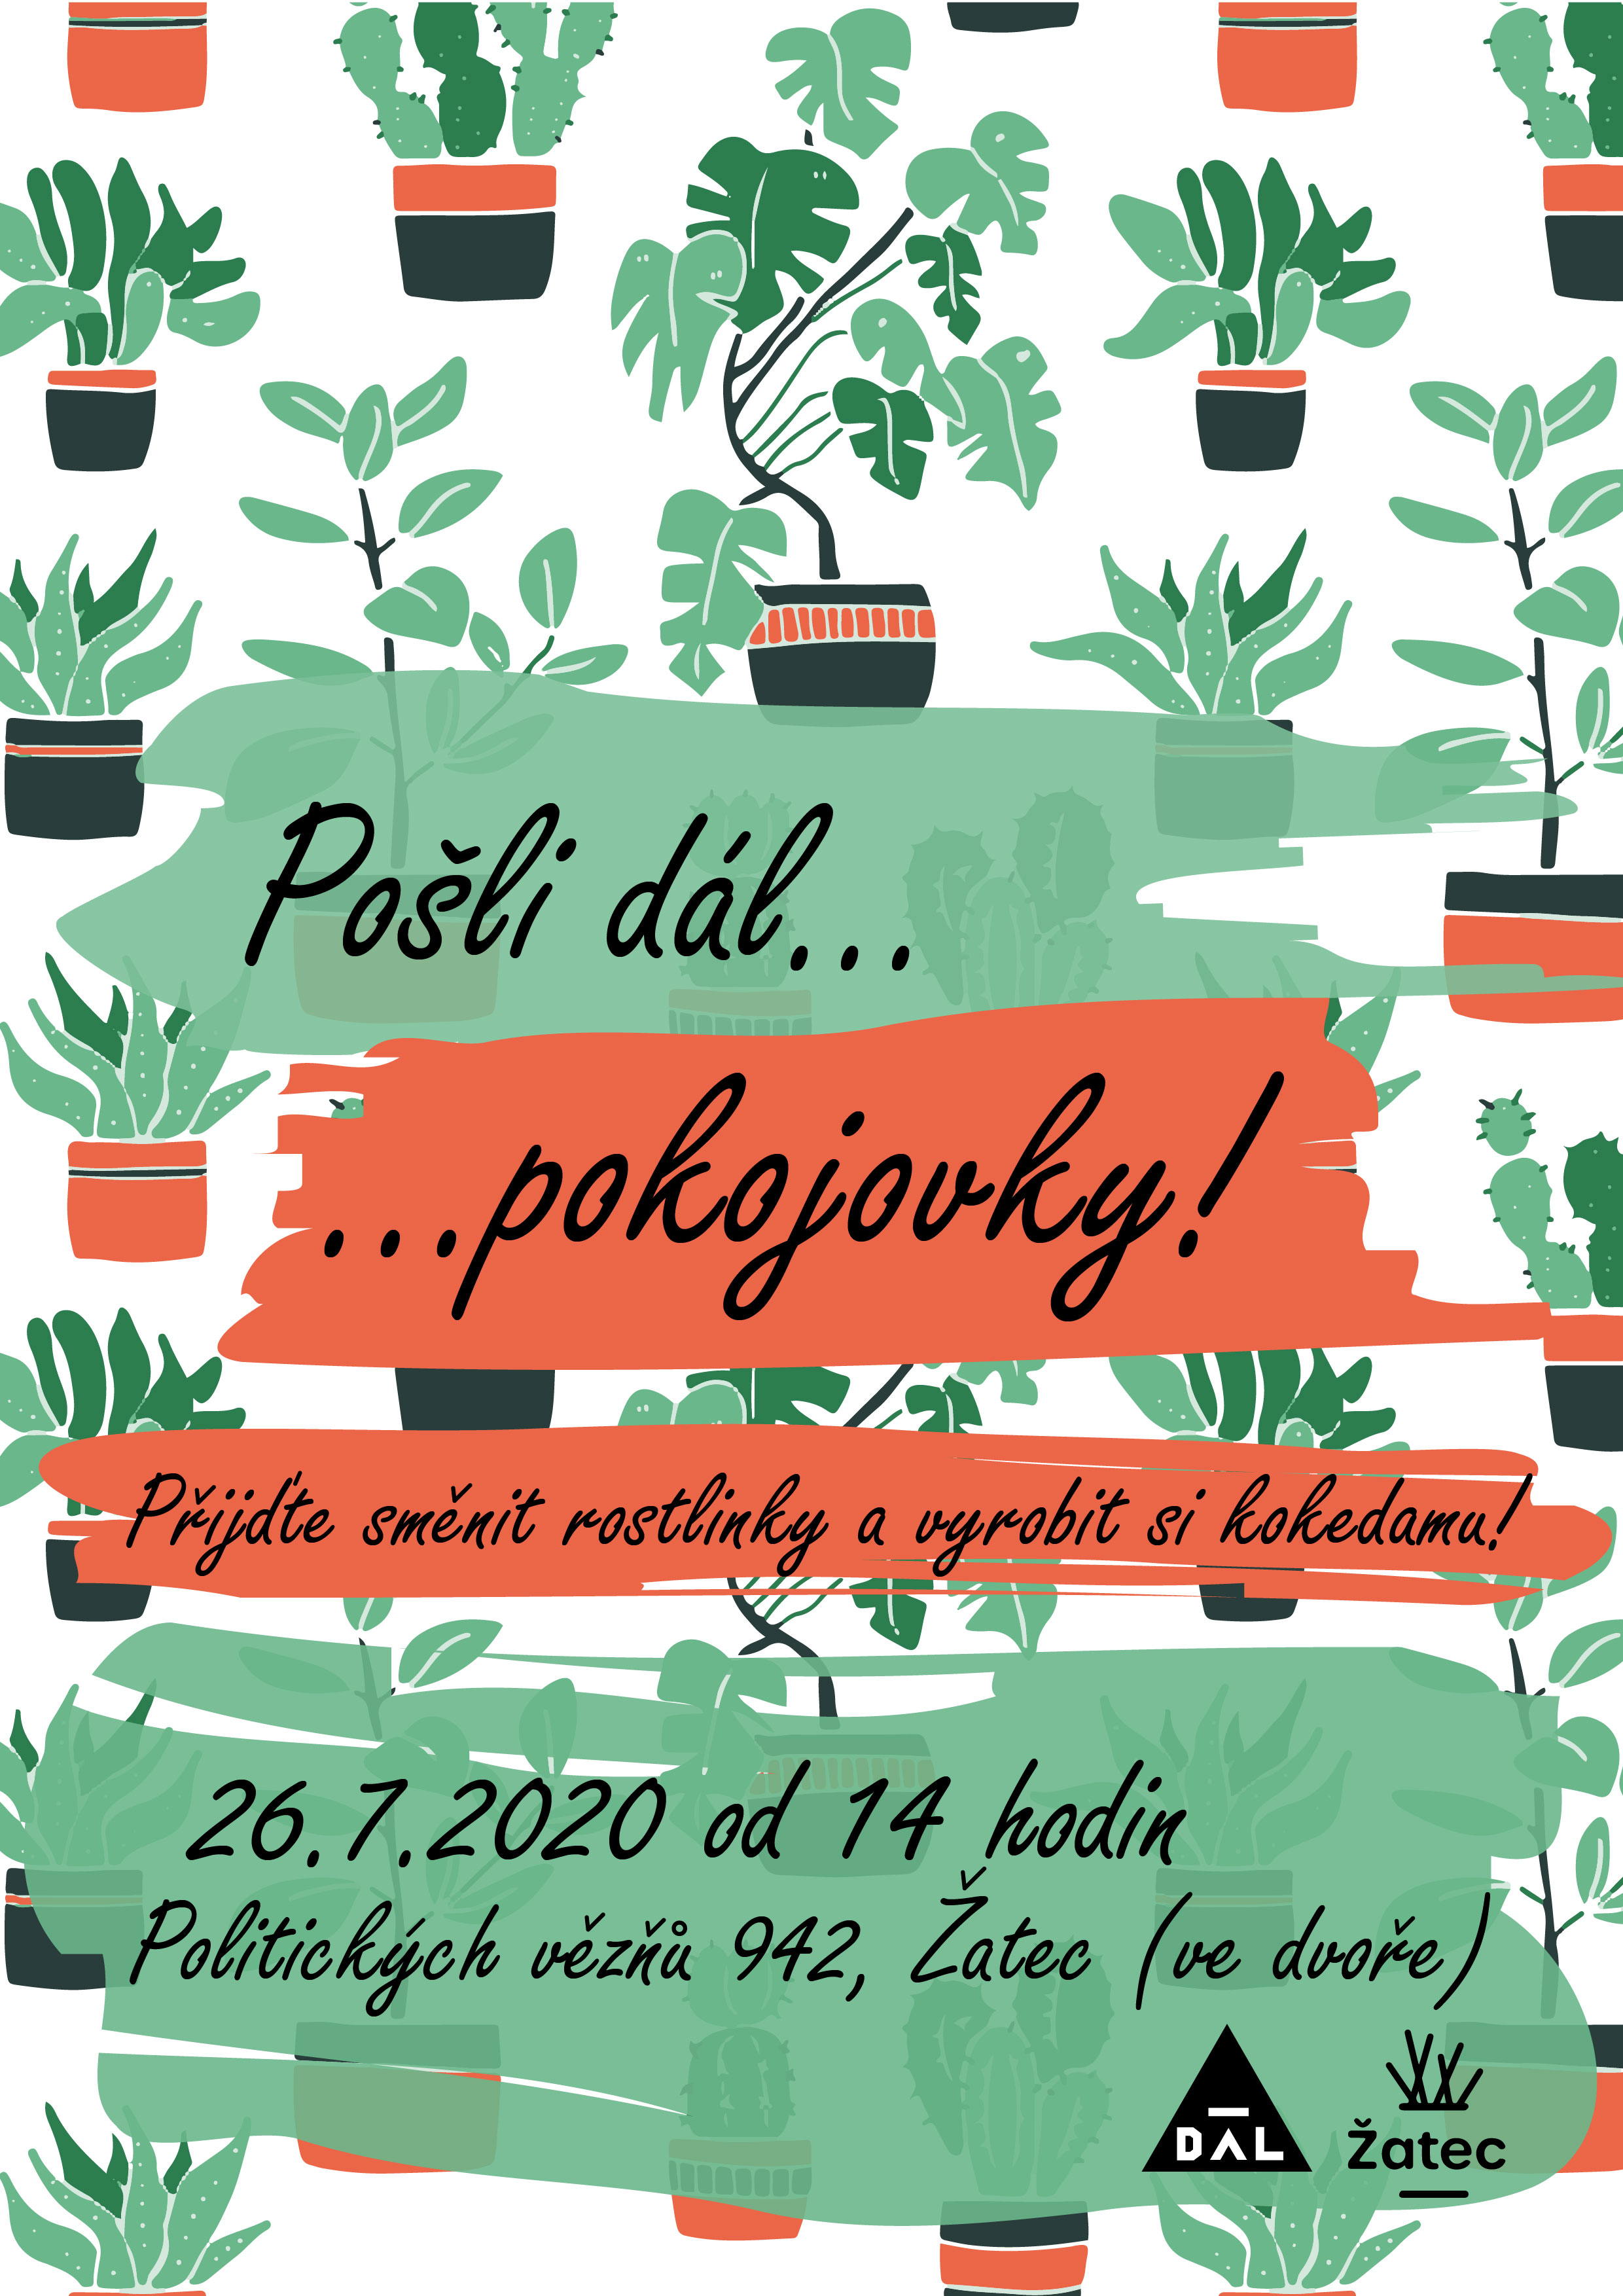 Pošli dál...
...pokojovky!
Přijďte směnit rostlinky a vyrobit si kokedamu!
26.7.2020 od 14 hodin
Politických vězňů 942, Žatec (ve dvoře)
DÁL
Žatec